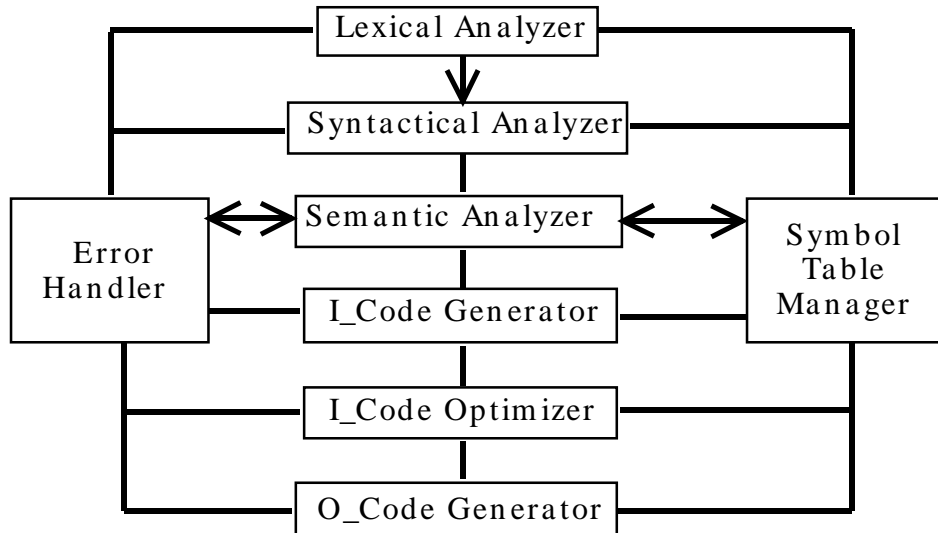 Lexical Analyzer
Syntactical Analyzer
Semantic Analyzer
Error
Handler
Symbol
Table
Manager
I_Code Generator
I_Code Optimizer
O_Code Generator